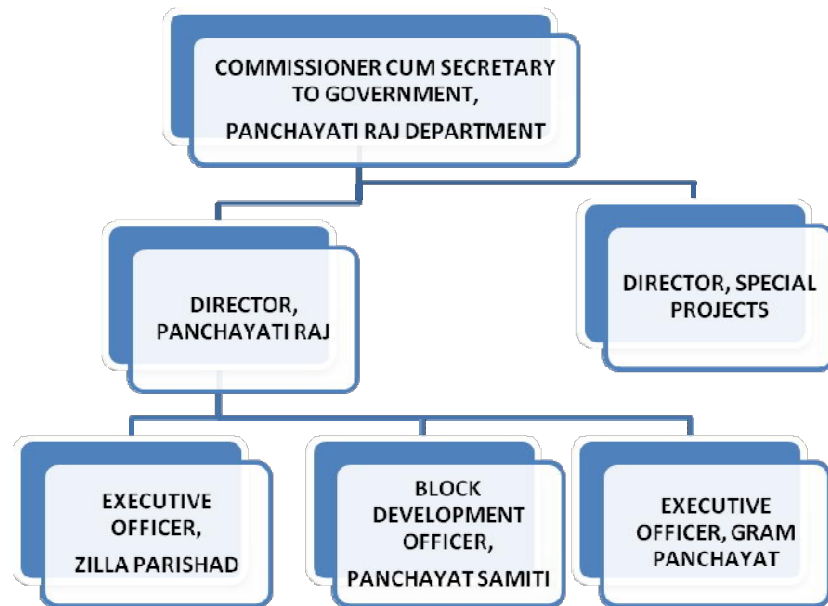 COMMISSIONER CUM SECRETARY
TO GOVERNMENT,
PANCHAYATI RAJ DEPARTMENT
DIRECTOR,
PANCHAYATI RAJ
DIRECTOR, SPECIAL
PROJECTS
EXECUTIVE
OFFICER,
ZILLA PARISHAD
BLOCK
DEVELOPMENT
OFFICER,
PANCHAYAT SAMITI
EXECUTIVE
OFFICER, GRAM
PANCHAYAT